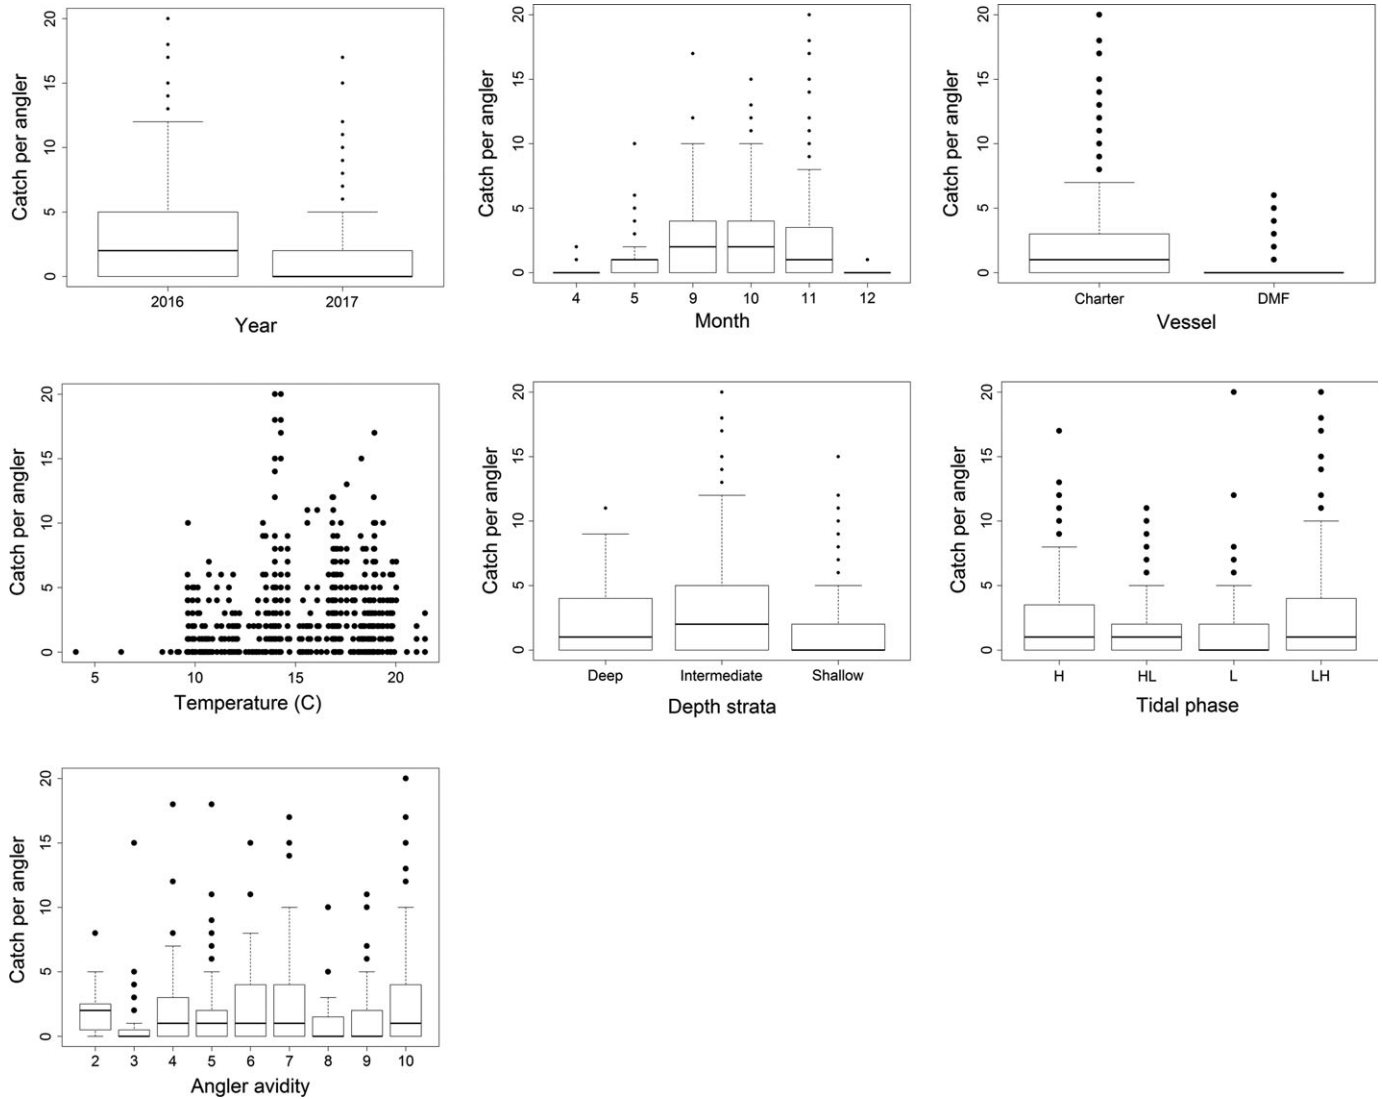 Catch per angler
20
15
10
5
0
2016 2017
Year
Catch per angler
20
15
10
5
0
4 5 9 10 11 12
Month
Catch per angler
20
15
10
5
0
Charter DMF
Vessel
Catch per angler
20
15
10
5
0
5 10 15 20
Temperature (C)
Catch per angler
20
15
10
5
0
Deep Intermediate Shallow
Depth strata
Catch per angler
20
15
10
5
0
H HL L LH
Tidal phase
Catch per angler
20
15
10
5
0
2 3 4 5 6 7 8 9 10
Angler avidity